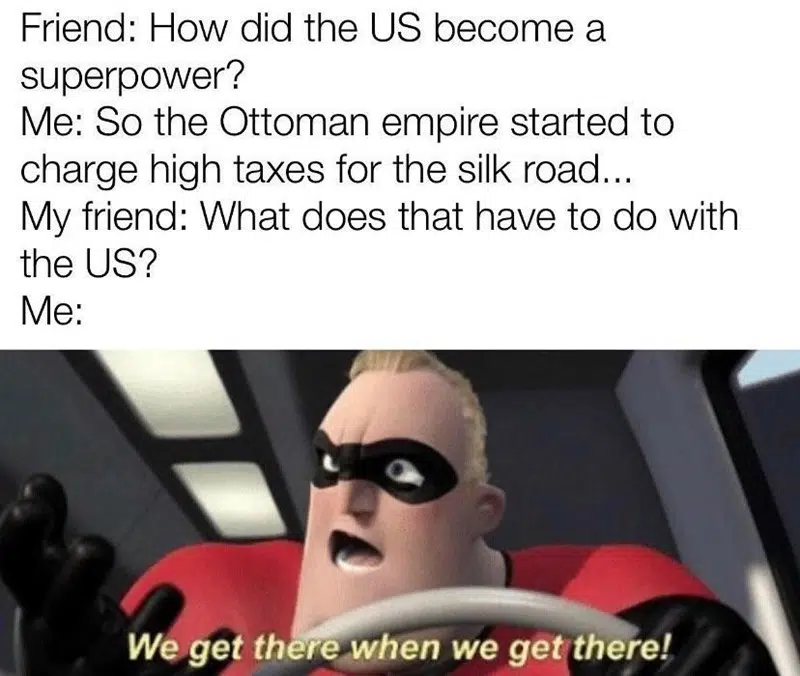 Friend: How did the US become a
superpower?
Me: So the Ottoman empire started to
charge high taxes for the silk road...
My friend: What does that have to do with
the US?
Me:
We get there when we get there!